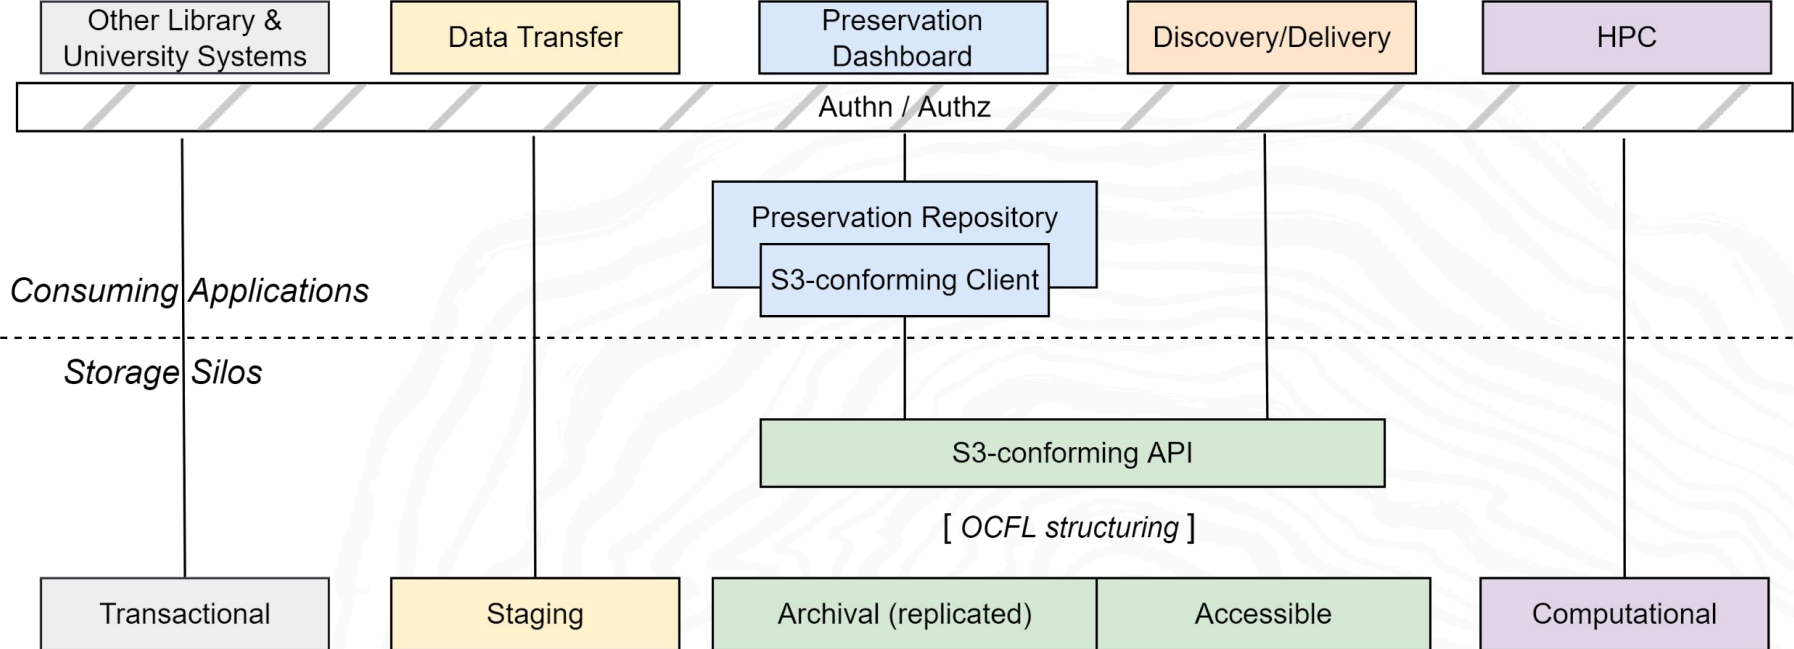 Other Library &
University Systems
Data Transfer
Preservation
Dashboard
Discovery/Delivery
HPC
Authn / Authz
Preservation Repository
S3-conforming Client
Consuming Applications
Storage Silos
S3-conforming API
[ OCFL structuring ]
Transactional
Staging
Archival (replicated)
Accessible
Computational